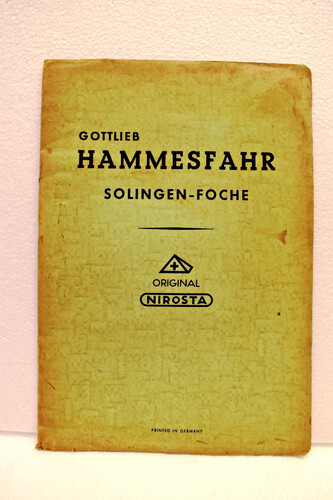 GOTTLIEB
HAMMESFAHR
SOLINGEN-FOCHE
ORIGINAL
NIROSTA
PRINTED IN GERMANY